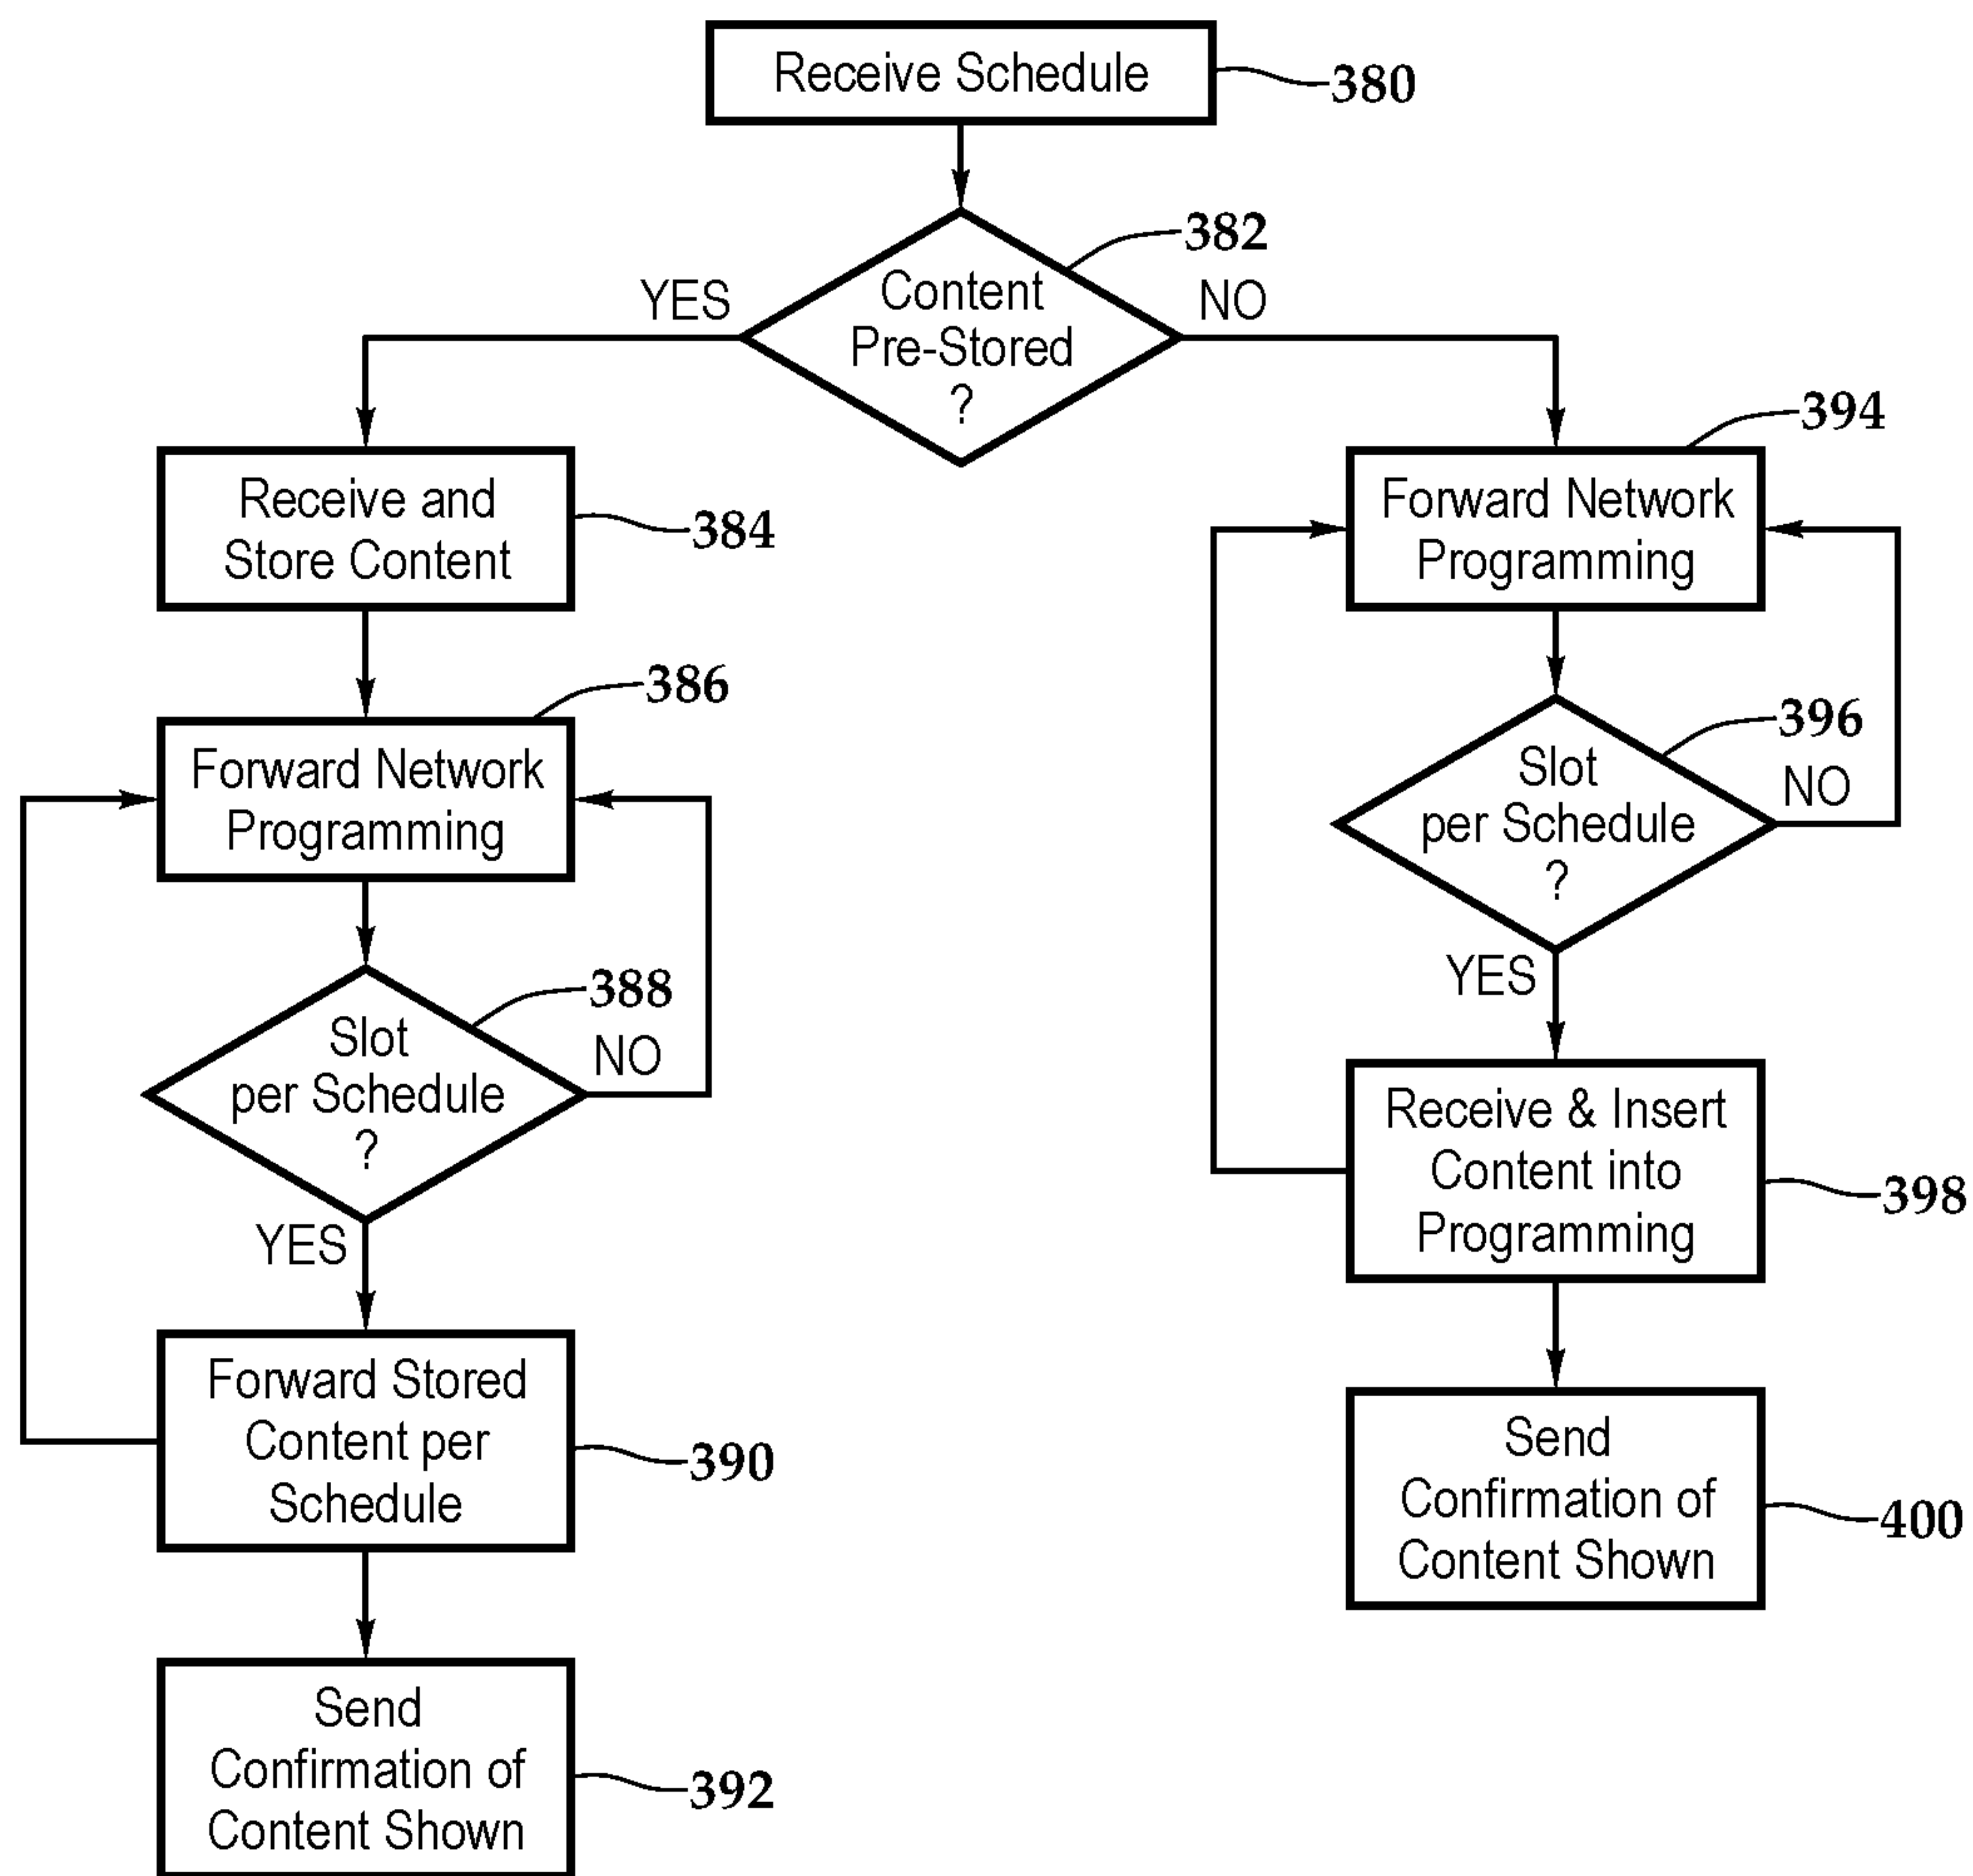 Receive Schedule
380
382
YES
Content
Pre-Stored
?
NO
Receive and
Store Content
384
386
Forward Network
Programming
388
Slot
per Schedule
?
NO
YES
Forward Stored
Content per
Schedule
390
Send
Confirmation of
Content Shown
392
394
Forward Network
Programming
396
Slot
per Schedule
?
NO
YES
Receive & Insert
Content into
Programming
398
Send
Confirmation of
Content Shown
400